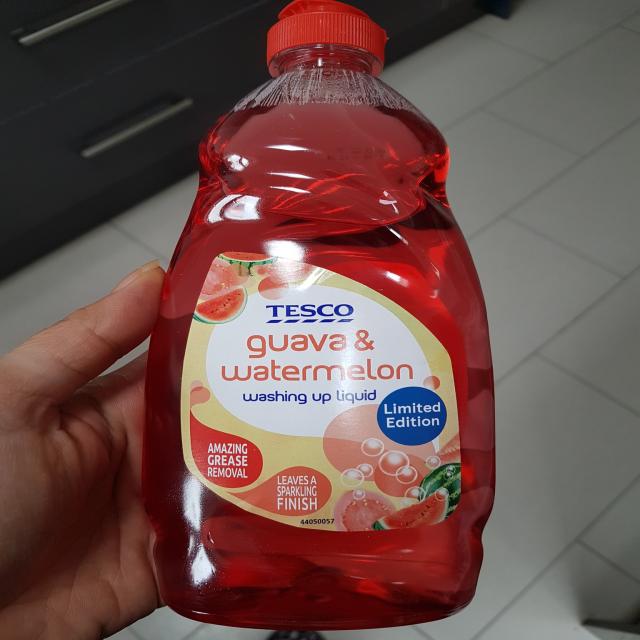 TESCO
guava &
watermelon
washing up liquid
Limited
Edition
AMAZING
GREASE
REMOVAL
LEAVES A
SPARKLING
FINISH
44050057